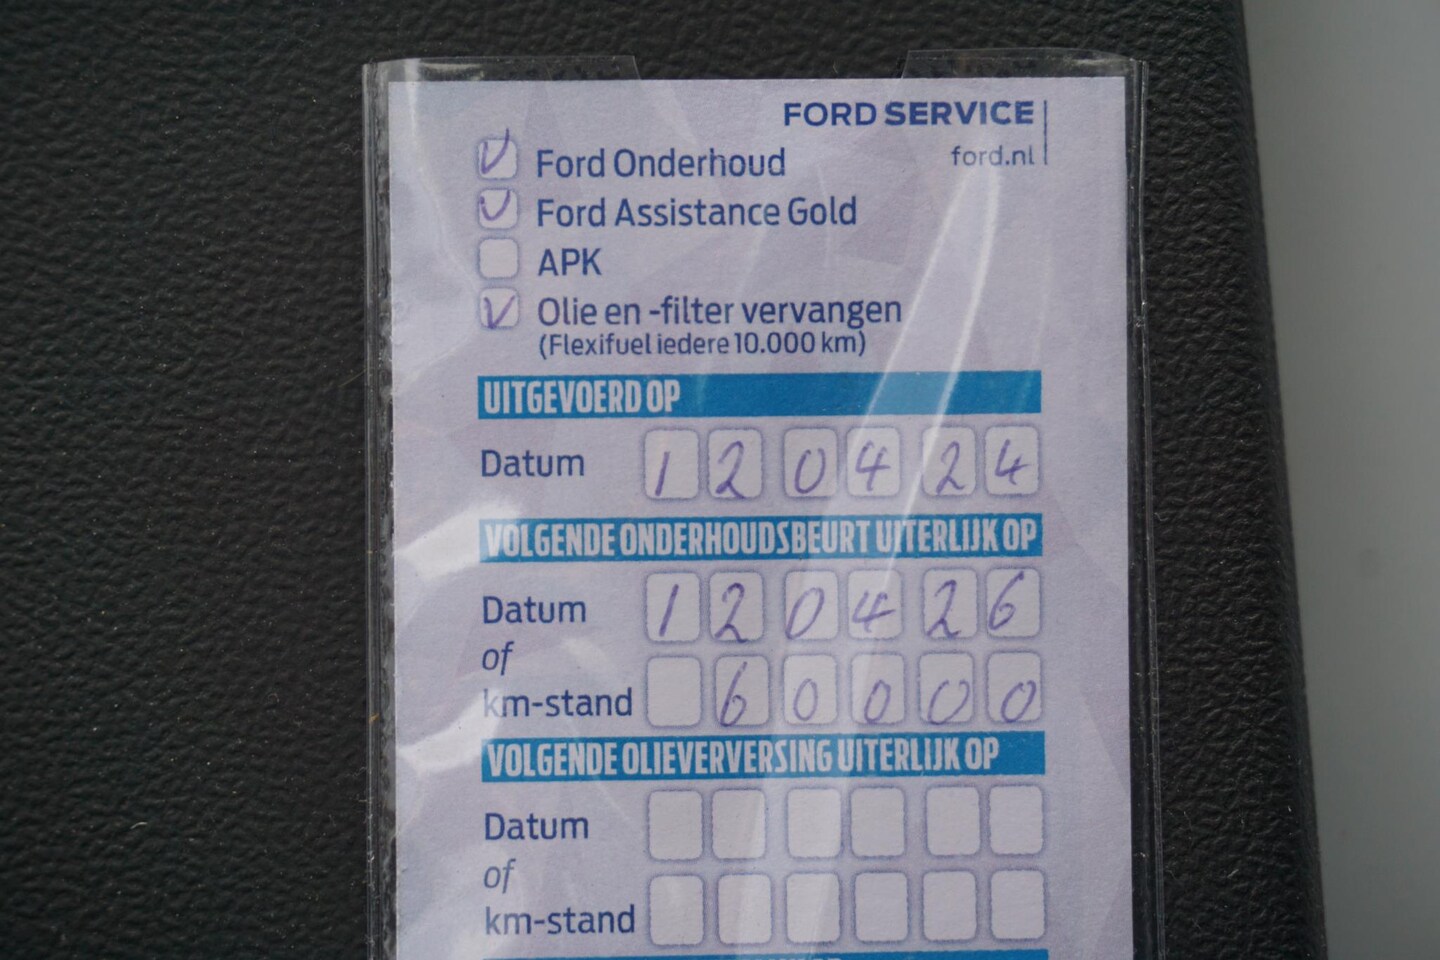 FORD SERVICE
ford.nl
Ford Onderhoud
Ford Assistance Gold
APK
Olie en -filter vervangen
(Flexifuel iedere 10.000 km)
UITGEVOERD OP
Datum 1 2 0 4 2 4
VOLGENDE ONDERHOUDSBEURT UITERLIJK OP
Datum 1 2 0 4 2 6
of
km-stand 6 0 0 0 0
VOLGENDE OLIEVERVERSING UITERLIJK OP
Datum
of
km-stand